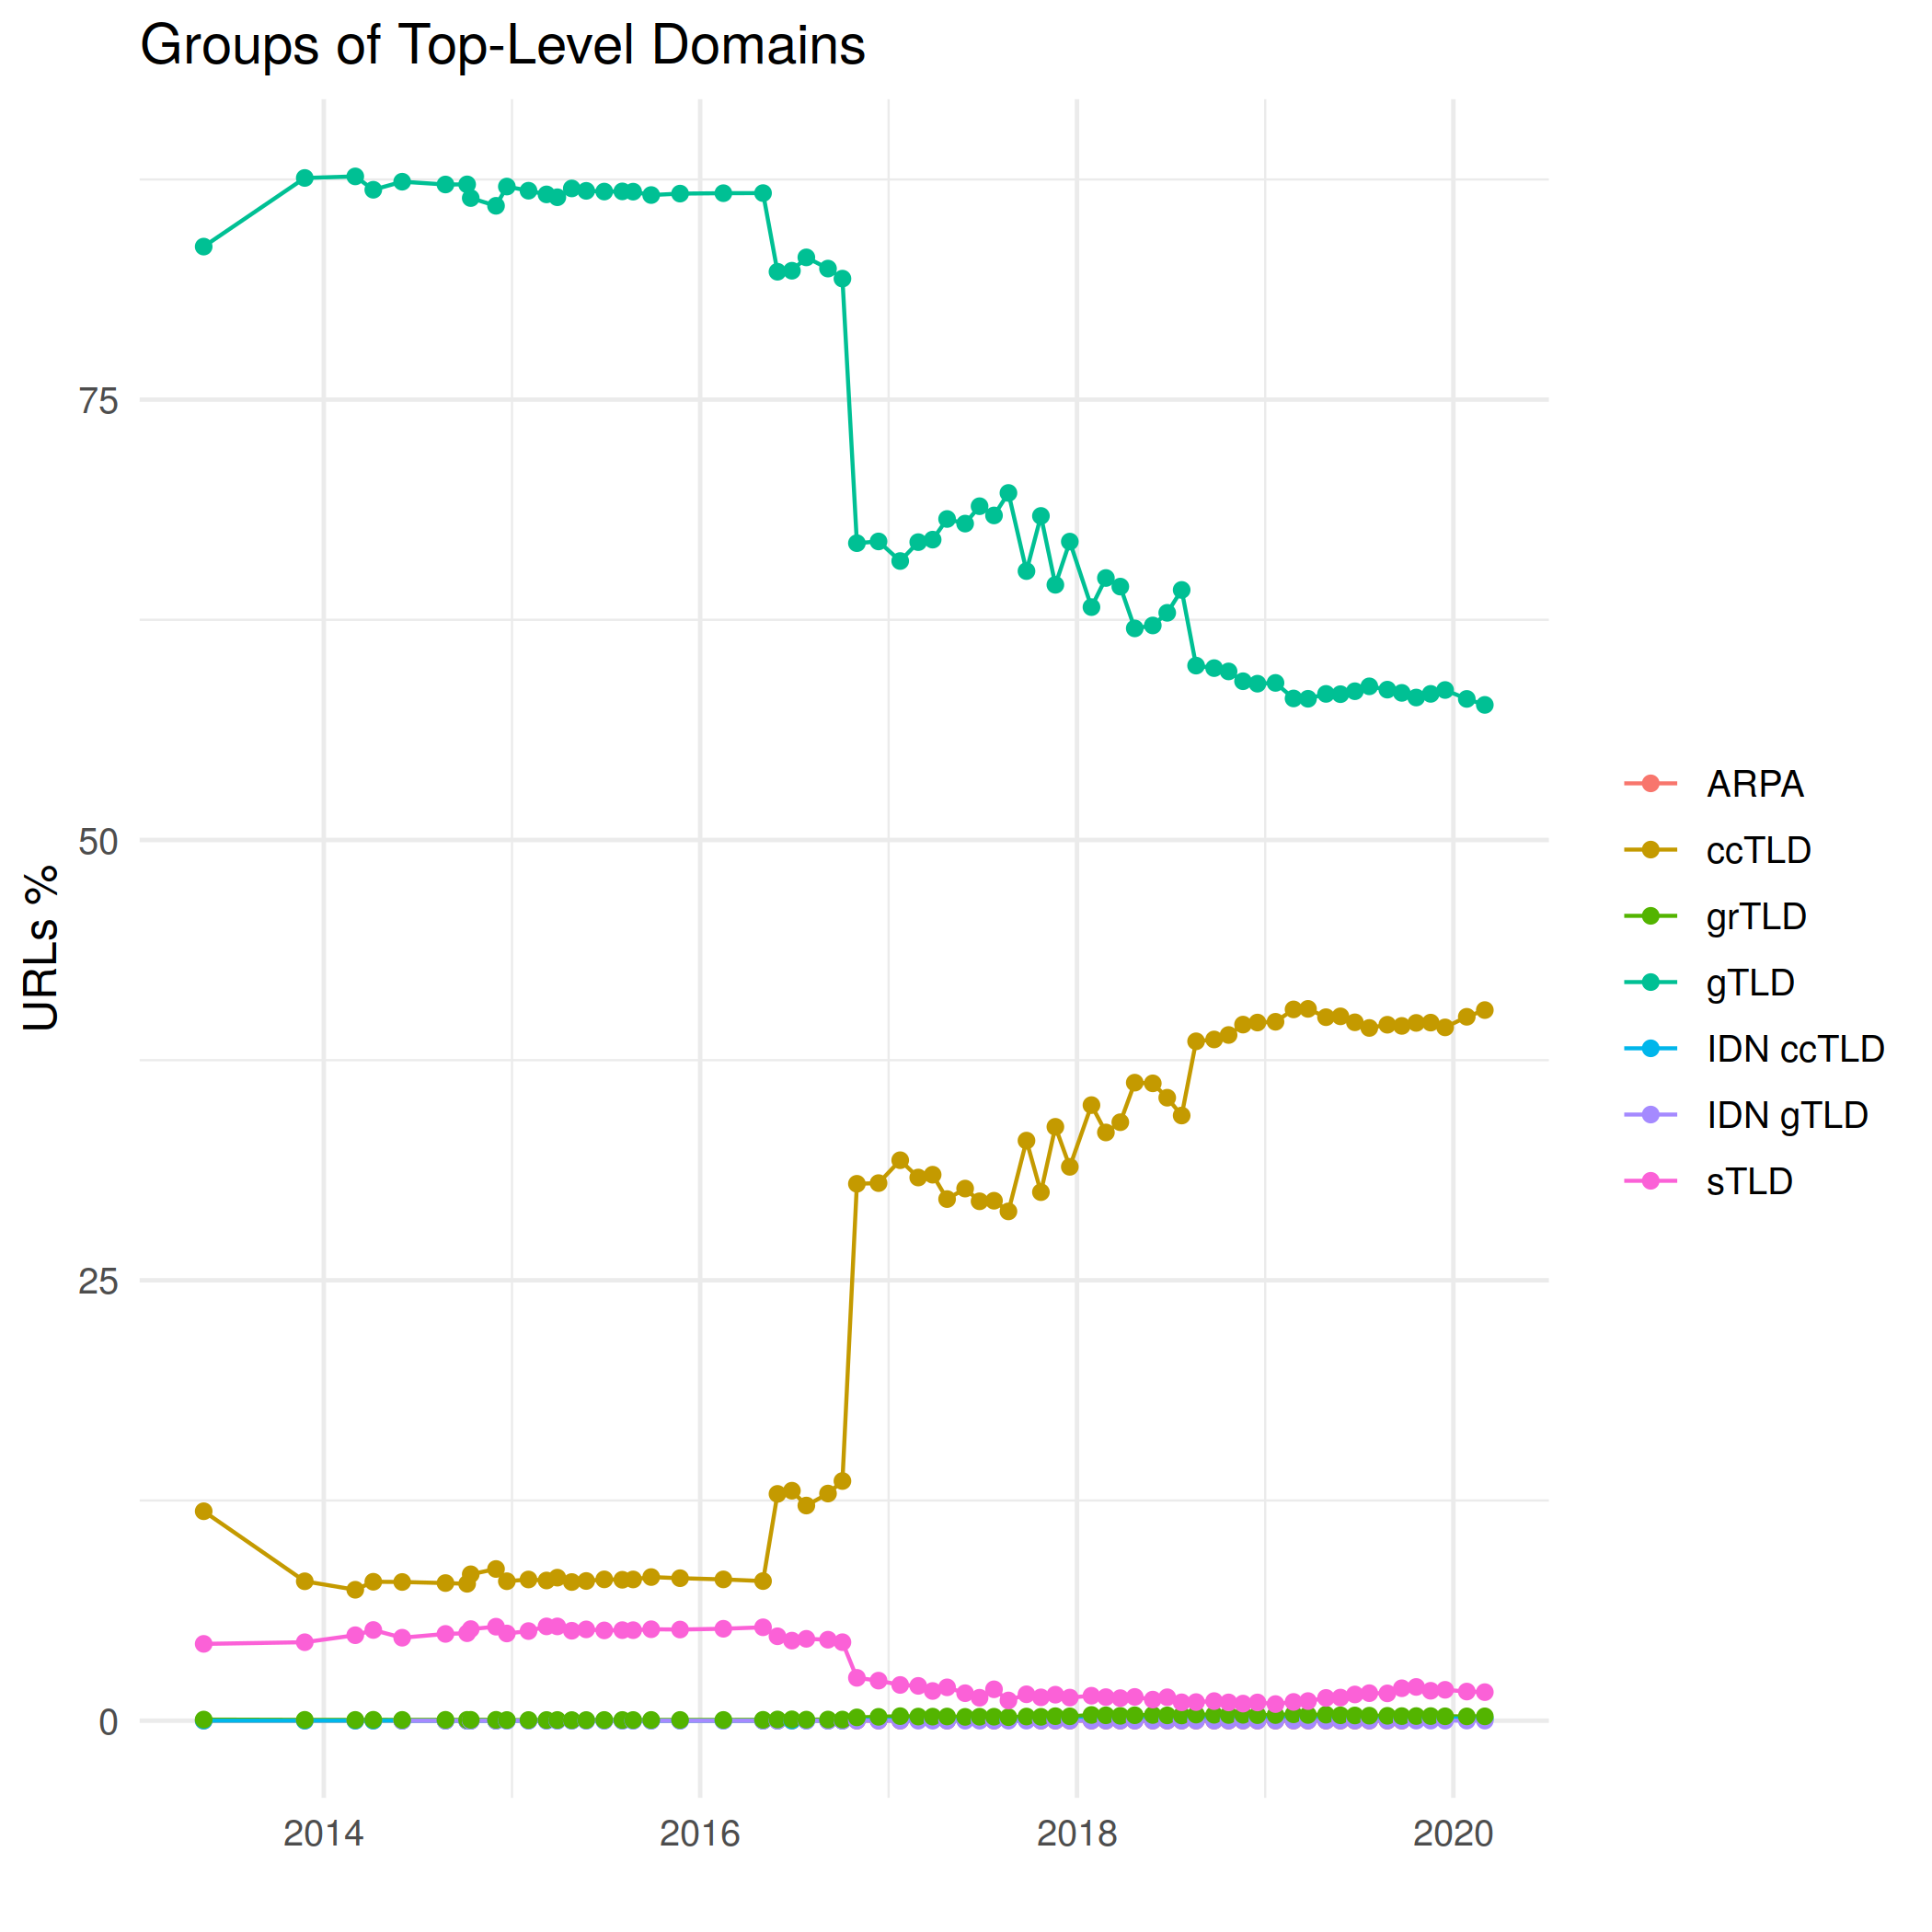 Groups of Top-Level Domains
URLs %
75
50
25
0
2014
2016
2018
2020
ARPA
ccTLD
grTLD
gTLD
IDN ccTLD
IDN gTLD
sTLD